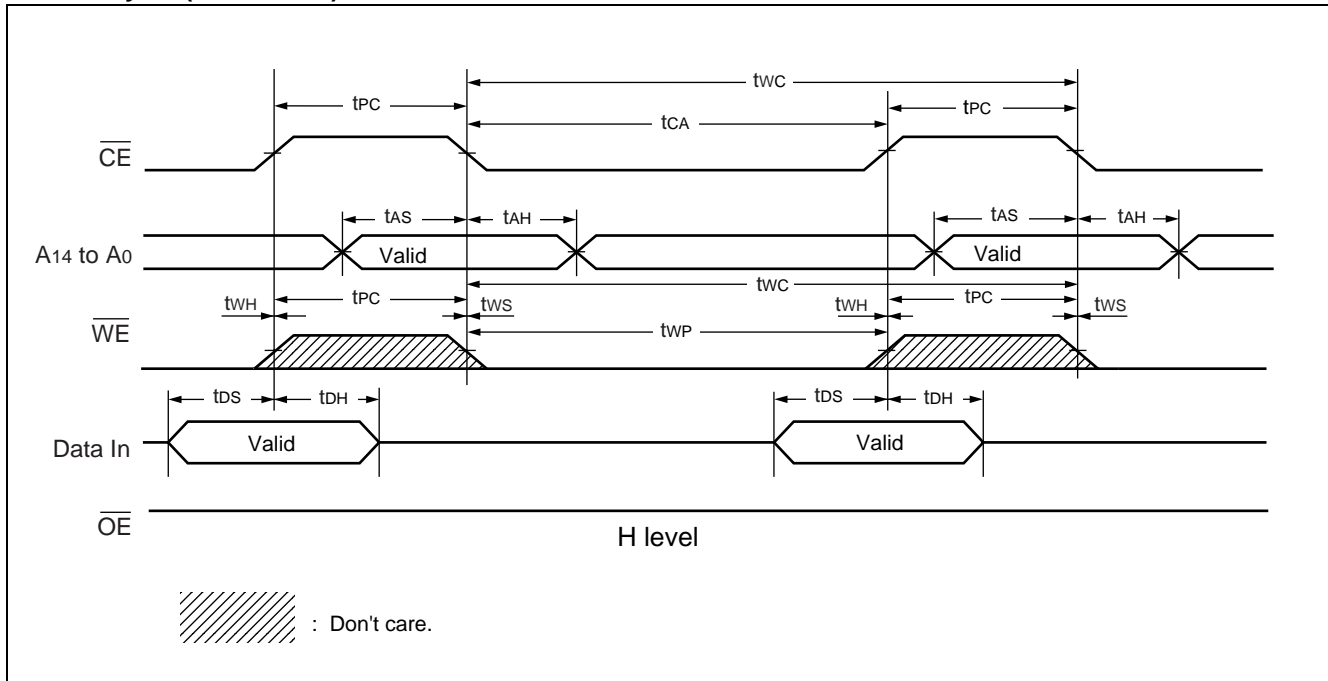 tWC
tPC
tPC
tCA
CE
tAS
tAH
tAS
tAH
A14 to A0
Valid
Valid
tWC
tWH
tPC
tWS
tWH
tPC
tWS
WE
tWP
tDS
tDH
tDS
tDH
Data In
Valid
Valid
OE
H level
: Don't care.